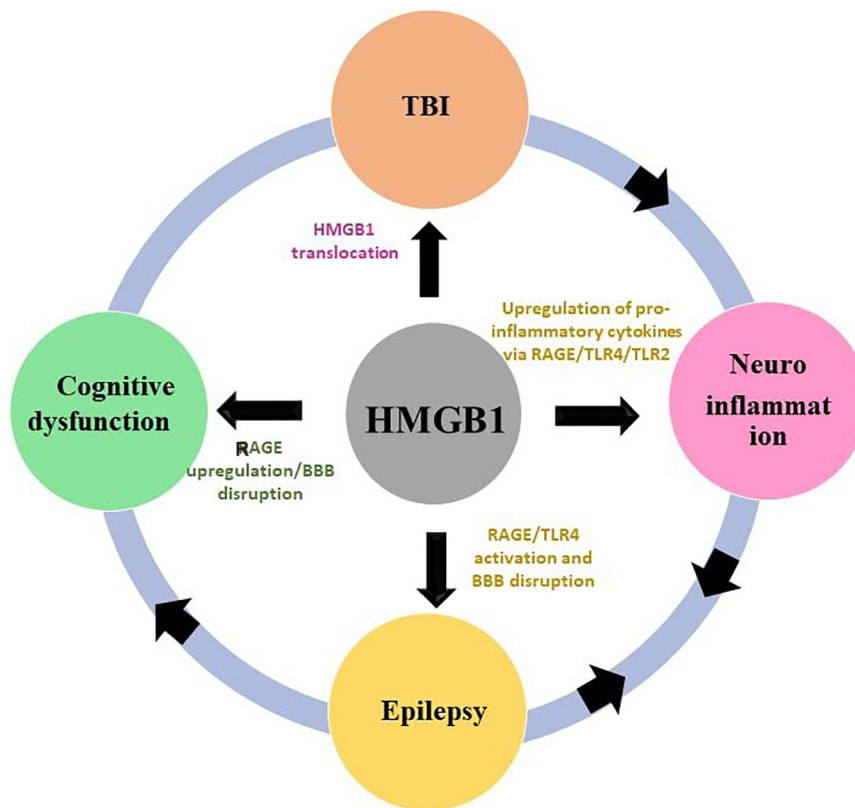 TBI
HMGB1
translocation
Upregulation of pro-
inflammatory cytokines
via RAGE/TLR4/TLR2
Neuro
inflammat
ion
Cognitive
dysfunction
HMGB1
RAGE
upregulation/BBB
disruption
RAGE/TLR4
activation and
BBB disruption
Epilepsy